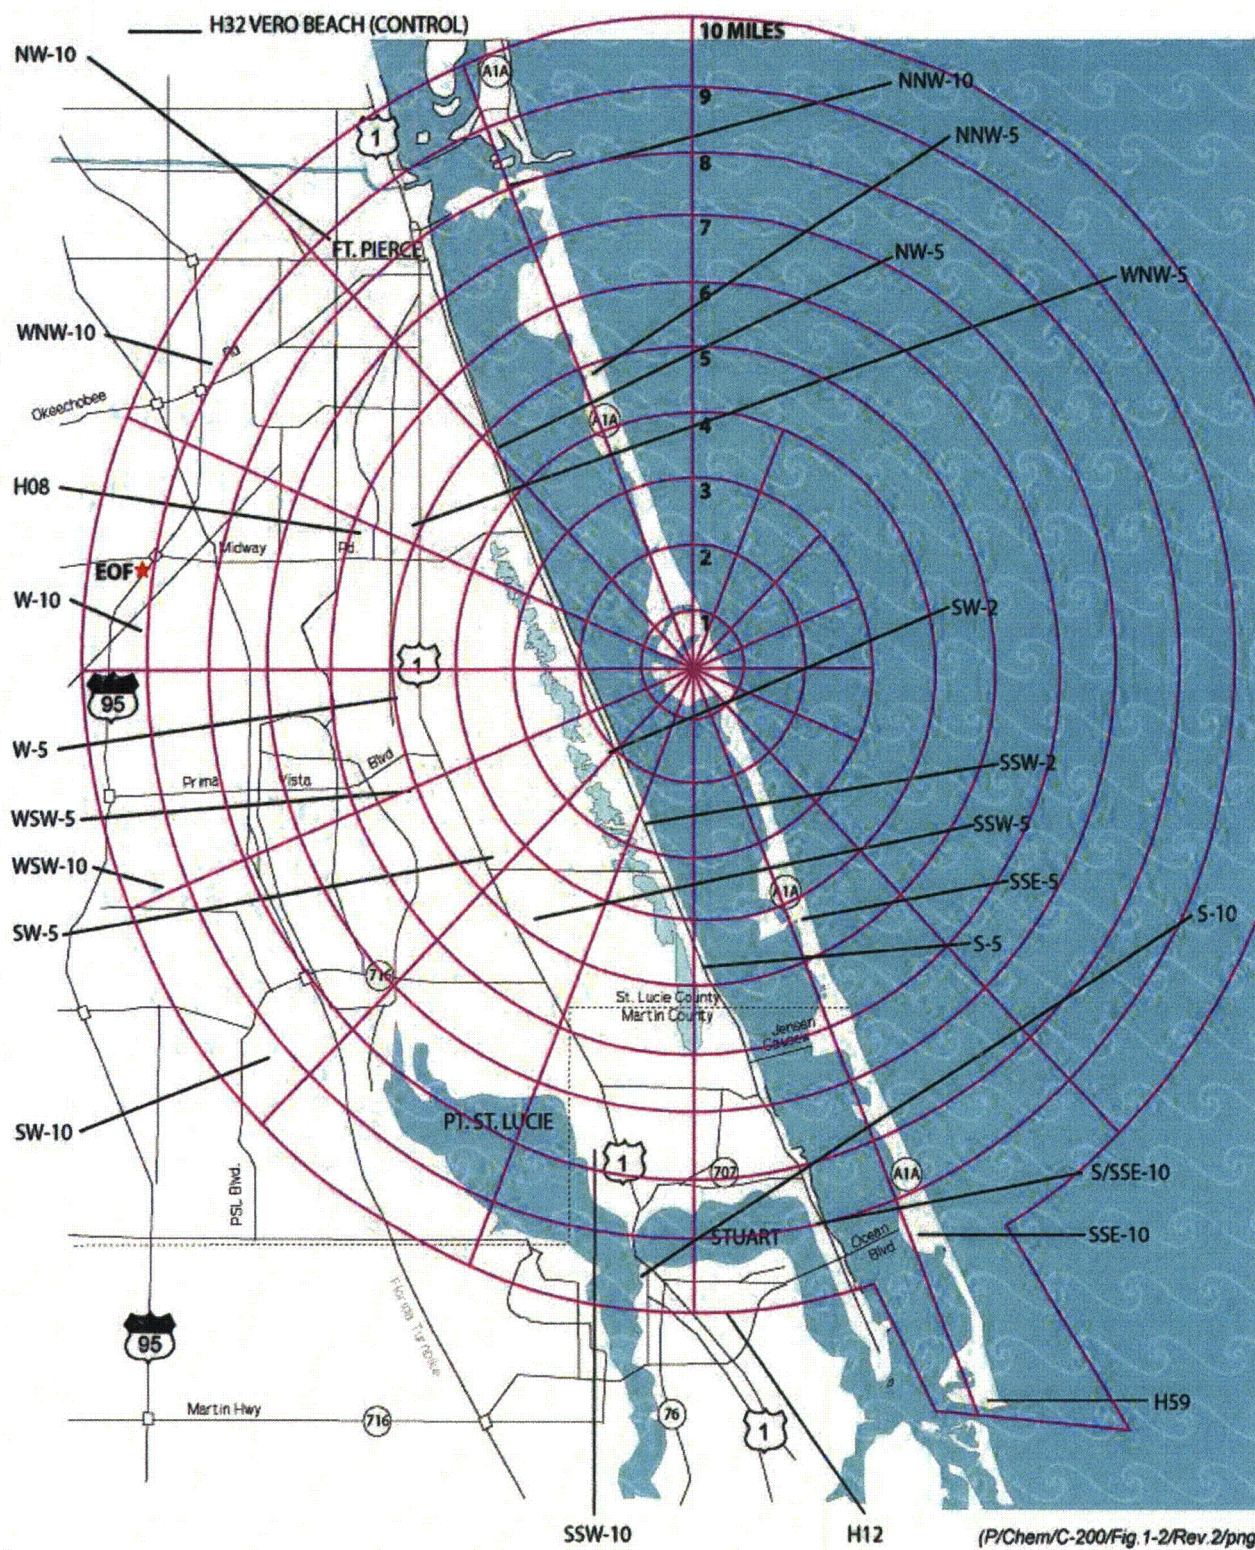 H32 VERO BEACH (CONTROL)
10 MILES
NW-10
A1A
NNW-10
9
1
NNW-5
8
7
FT. PIERCE
NW-5
WNW-5
6
WNW-10
5
Okeechobee
A1A
4
H08
3
Midway Rd.
2
EOF
W-10
SW-2
1
1
95
W-5
Prima Vista Blvd
SSW-2
WSW-5
SSW-5
WSW-10
A1A
SSE-5
S-10
SW-5
S-5
716
St. Lucie County
Martin County
Jensen
SW-10
PT. ST. LUCIE
1
707
A1A
S/SSE-10
PSL Blvd.
STUART
Ocean Blvd
SSE-10
Florida Turnpike
95
H59
Martin Hwy
716
76
1
SSW-10
H12
(P/Chem/C-200/Fig.1-2/Rev.2/png